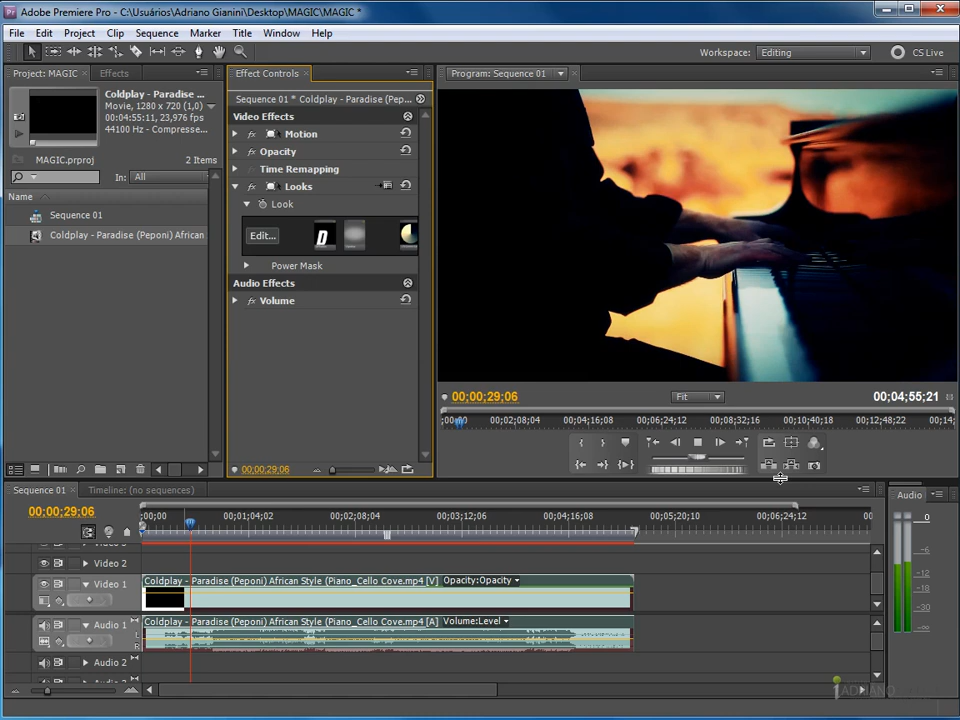 Adobe Premiere Pro - C:\Usuários\Adriano Gianini\Desktop\MAGIC\MAGIC *
File Edit Project Clip Sequence Marker Title Window Help
Workspace: Editing CS Live
Project: MAGIC Effects
Coldplay - Paradise ...
Movie, 1280 x 720 (1,0)
00:04:55:11, 23,976 fps
44100 Hz - Compresse...
MAGIC.prproj 2 Items
In: All
Name
Sequence 01
Coldplay - Paradise (Peponi) African
Effect Controls
Sequence 01 * Coldplay - Paradise (Pep...
Video Effects
fx Motion
fx Opacity
Time Remapping
fx Looks
Look
Edit... D
Power Mask
Audio Effects
fx Volume
00;00;29;06
Program: Sequence 01
00;00;29;06 Fit 00;04;55;21
;00;00 00;02;08;04 00;04;16;08 00;06;24;12 00;08;32;16 00;10;40;18 00;12;48;22 00;14;
Sequence 01 Timeline: (no sequences)
00;00;29;06
;00;00 00;01;04;02 00;02;08;04 00;03;12;06 00;04;16;08 00;05;20;10 00;06;24;12 00
Video 2
Video 1
Coldplay - Paradise (Peponi) African Style (Piano_Cello Cove.mp4 [V] Opacity:Opacity
Audio 1
L
R
Coldplay - Paradise (Peponi) African Style (Piano_Cello Cove.mp4 [A] Volume:Level
Audio 2
Audio
0
-6
-12
-18
-30
-∞
ADRIANO